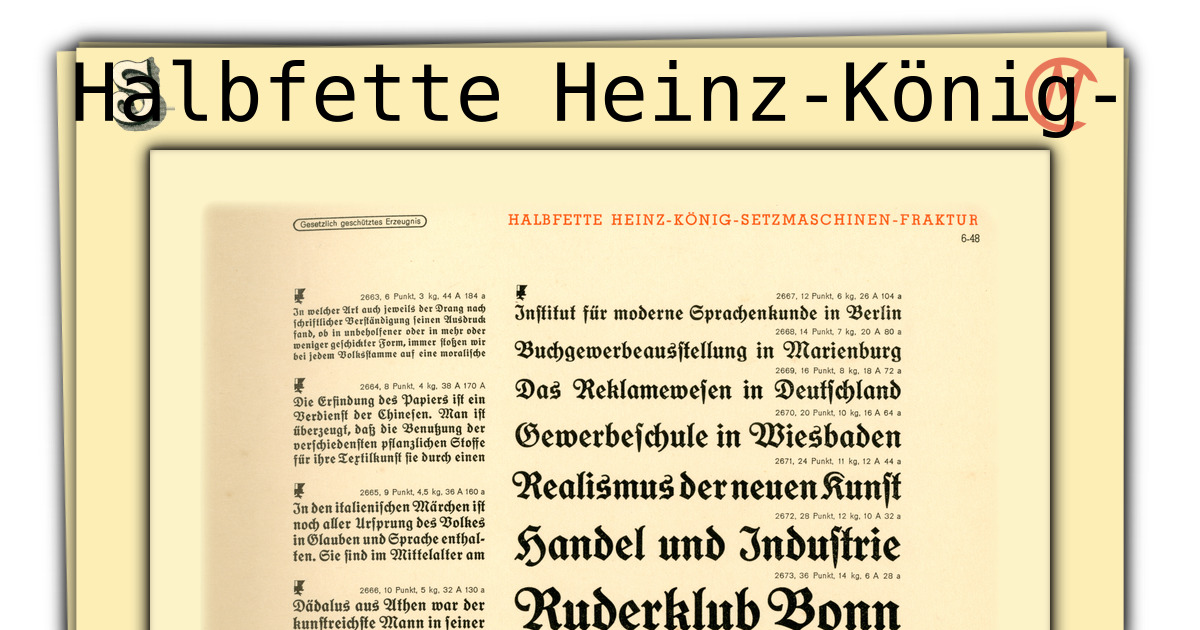 Halbfette Heinz-König-
Gesetzlich geschütztes Erzeugnis
HALBFETTE HEINZ-KÖNIG-SETZMASCHINEN-FRAKTUR
6-48
2663, 6 Punkt, 3 kg, 44 A 184 a
In welcher Art auch jeweils der Drang nach
schriftlicher Verständigung seinen Ausdruck
fand, ob in unbeholfener oder in mehr oder
weniger geschickter Form, immer stoßen wir
bei jedem Volksstamme auf eine moralische
2664, 8 Punkt, 4 kg, 38 A 170 A
Die Erfindung des Papiers ist ein
Verdienst der Chinesen. Man ist
überzeugt, daß die Benutzung der
verschiedensten pflanzlichen Stoffe
für ihre Textilkunst sie durch einen
2665, 9 Punkt, 4,5 kg, 36 A 160 a
In den italienischen Märchen ist
noch aller Ursprung des Volkes
in Glauben und Sprache enthal-
ten. Sie sind im Mittelalter am
2666, 10 Punkt, 5 kg, 32 A 130 a
Dädalus aus Athen war der
kunstreichste Mann in seiner
2667, 12 Punkt, 6 kg, 26 A 104 a
Institut für moderne Sprachenkunde in Berlin
2668, 14 Punkt, 7 kg, 20 A 80 a
Buchgewerbeausstellung in Marienburg
2669, 16 Punkt, 8 kg, 18 A 72 a
Das Reklamewesen in Deutschland
2670, 20 Punkt, 10 kg, 16 A 64 a
Gewerbeschule in Wiesbaden
2671, 24 Punkt, 11 kg, 12 A 44 a
Realismus der neuen Kunst
2672, 28 Punkt, 12 kg, 10 A 32 a
Handel und Industrie
2673, 36 Punkt, 14 kg, 6 A 28 a
Ruderklub Bonn